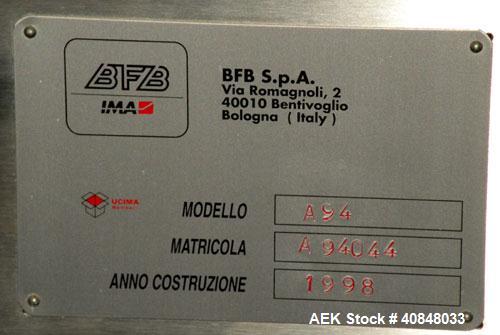 BFB
IMA
BFB S.p.A.
Via Romagnoli, 2
40010 Bentivoglio
Bologna ( Italy )
UCIMA
MODELLO A94
MATRICOLA A 94044
ANNO COSTRUZIONE 1998
AEK Stock # 40848033